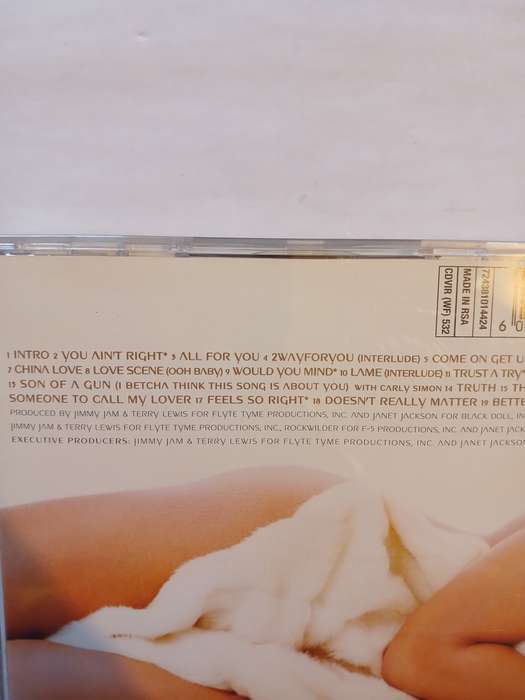 CDVIR (WF) 532
MADE IN RSA
724381014424
6
1 INTRO 2 YOU AIN'T RIGHT* 3 ALL FOR YOU 4 2WAYFORYOU (INTERLUDE) 5 COME ON GET U
7 CHINA LOVE 8 LOVE SCENE (OOH BABY) 9 WOULD YOU MIND* 10 LAME (INTERLUDE) 11 TRUST A TRY*
13 SON OF A GUN (I BETCHA THINK THIS SONG IS ABOUT YOU) WITH CARLY SIMON 14 TRUTH 15 TH
SOMEONE TO CALL MY LOVER 17 FEELS SO RIGHT* 18 DOESN'T REALLY MATTER 19 BETTE
PRODUCED BY JIMMY JAM & TERRY LEWIS FOR FLYTE TYME PRODUCTIONS, INC. AND JANET JACKSON FOR BLACK DOLL, IN
JIMMY JAM & TERRY LEWIS FOR FLYTE TYME PRODUCTIONS, INC., ROCKWILDER FOR F-5 PRODUCTIONS, INC. AND JANET JACK
EXECUTIVE PRODUCERS: JIMMY JAM & TERRY LEWIS FOR FLYTE TYME PRODUCTIONS, INC. AND JANET JACKSON